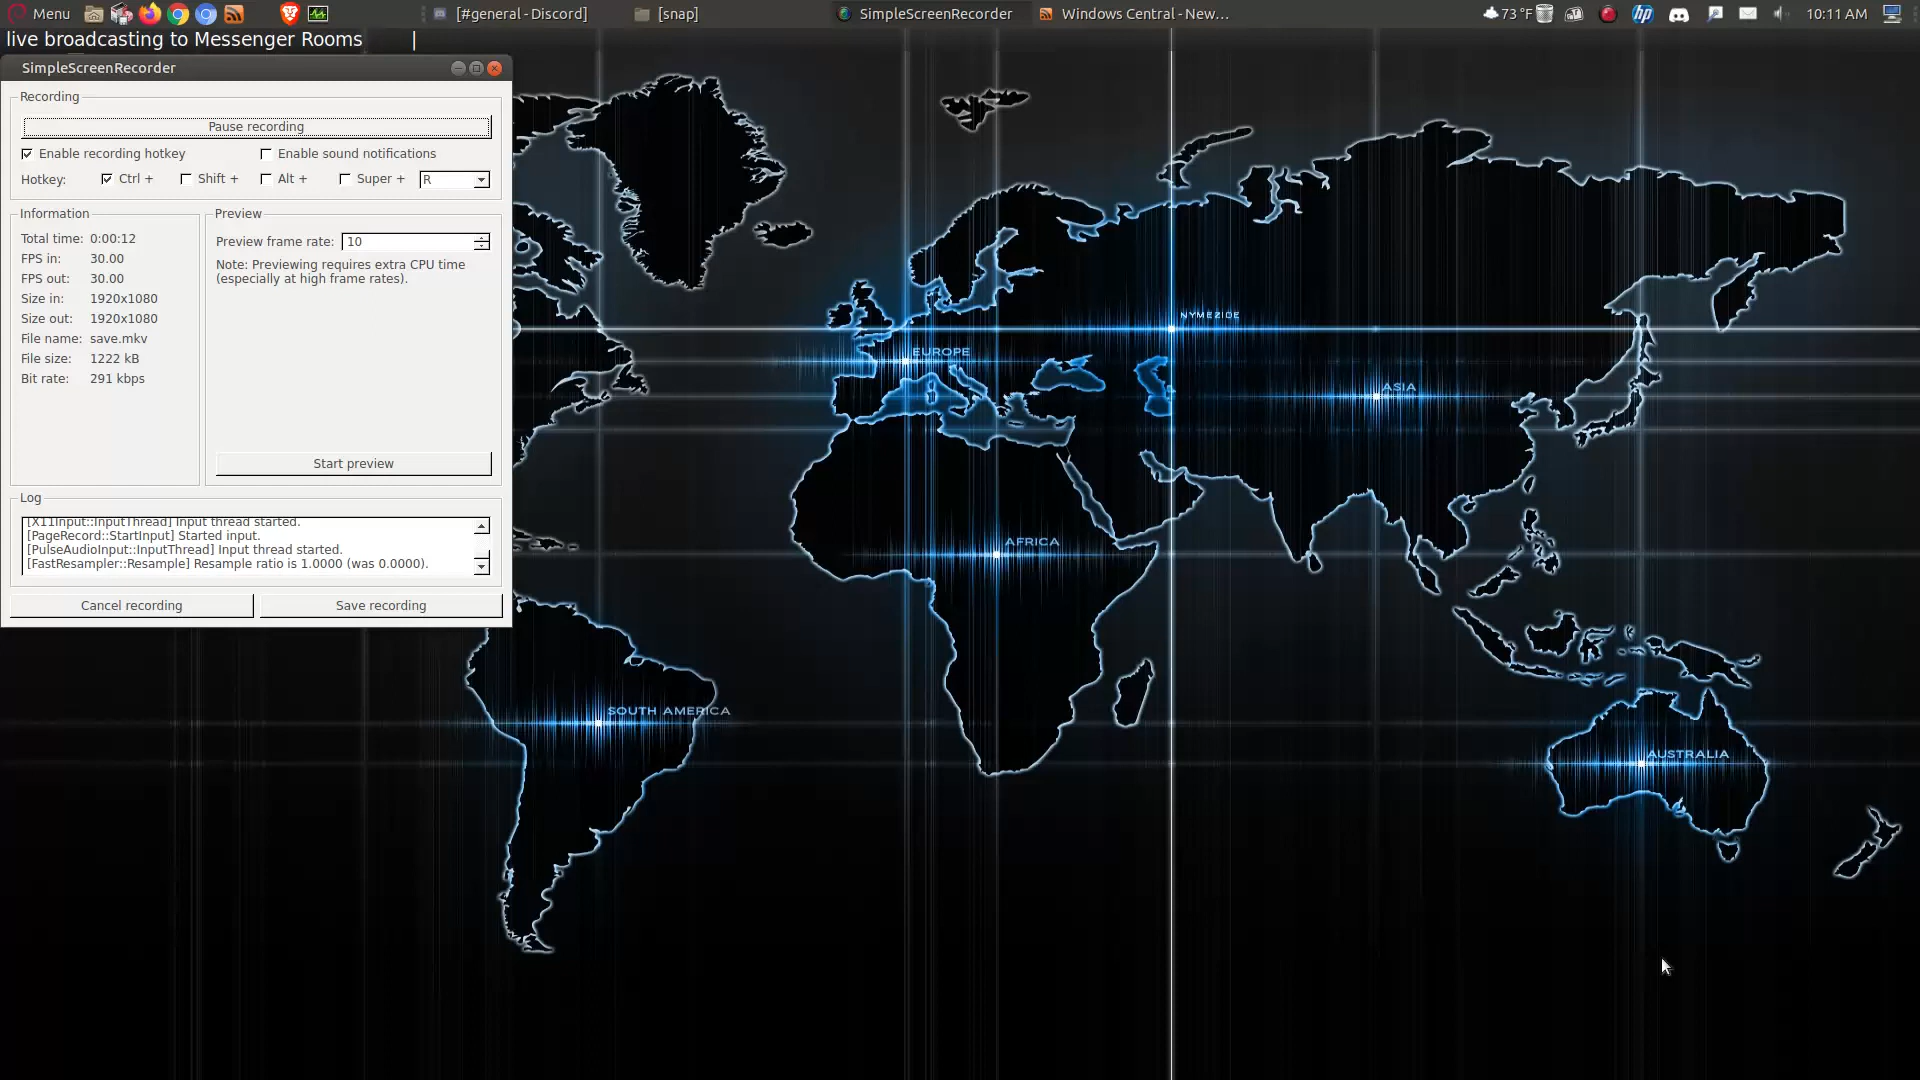 Menu
[#general - Discord]
[snap]
SimpleScreenRecorder
Windows Central - New...
73 °F
10:11 AM
live broadcasting to Messenger Rooms |
SimpleScreenRecorder
Recording
Pause recording
Enable recording hotkey
Enable sound notifications
Hotkey: Ctrl + Shift + Alt + Super + R
Information
Total time: 0:00:12
FPS in: 30.00
FPS out: 30.00
Size in: 1920x1080
Size out: 1920x1080
File name: save.mkv
File size: 1222 kB
Bit rate: 291 kbps
Preview
Preview frame rate: 10
Note: Previewing requires extra CPU time
(especially at high frame rates).
Start preview
Log
[X11Input::InputThread] Input thread started.
[PageRecord::StartInput] Started input.
[PulseAudioInput::InputThread] Input thread started.
[FastResampler::Resample] Resample ratio is 1.0000 (was 0.0000).
Cancel recording
Save recording
NYMEZIDE
EUROPE
ASIA
AFRICA
SOUTH AMERICA
AUSTRALIA